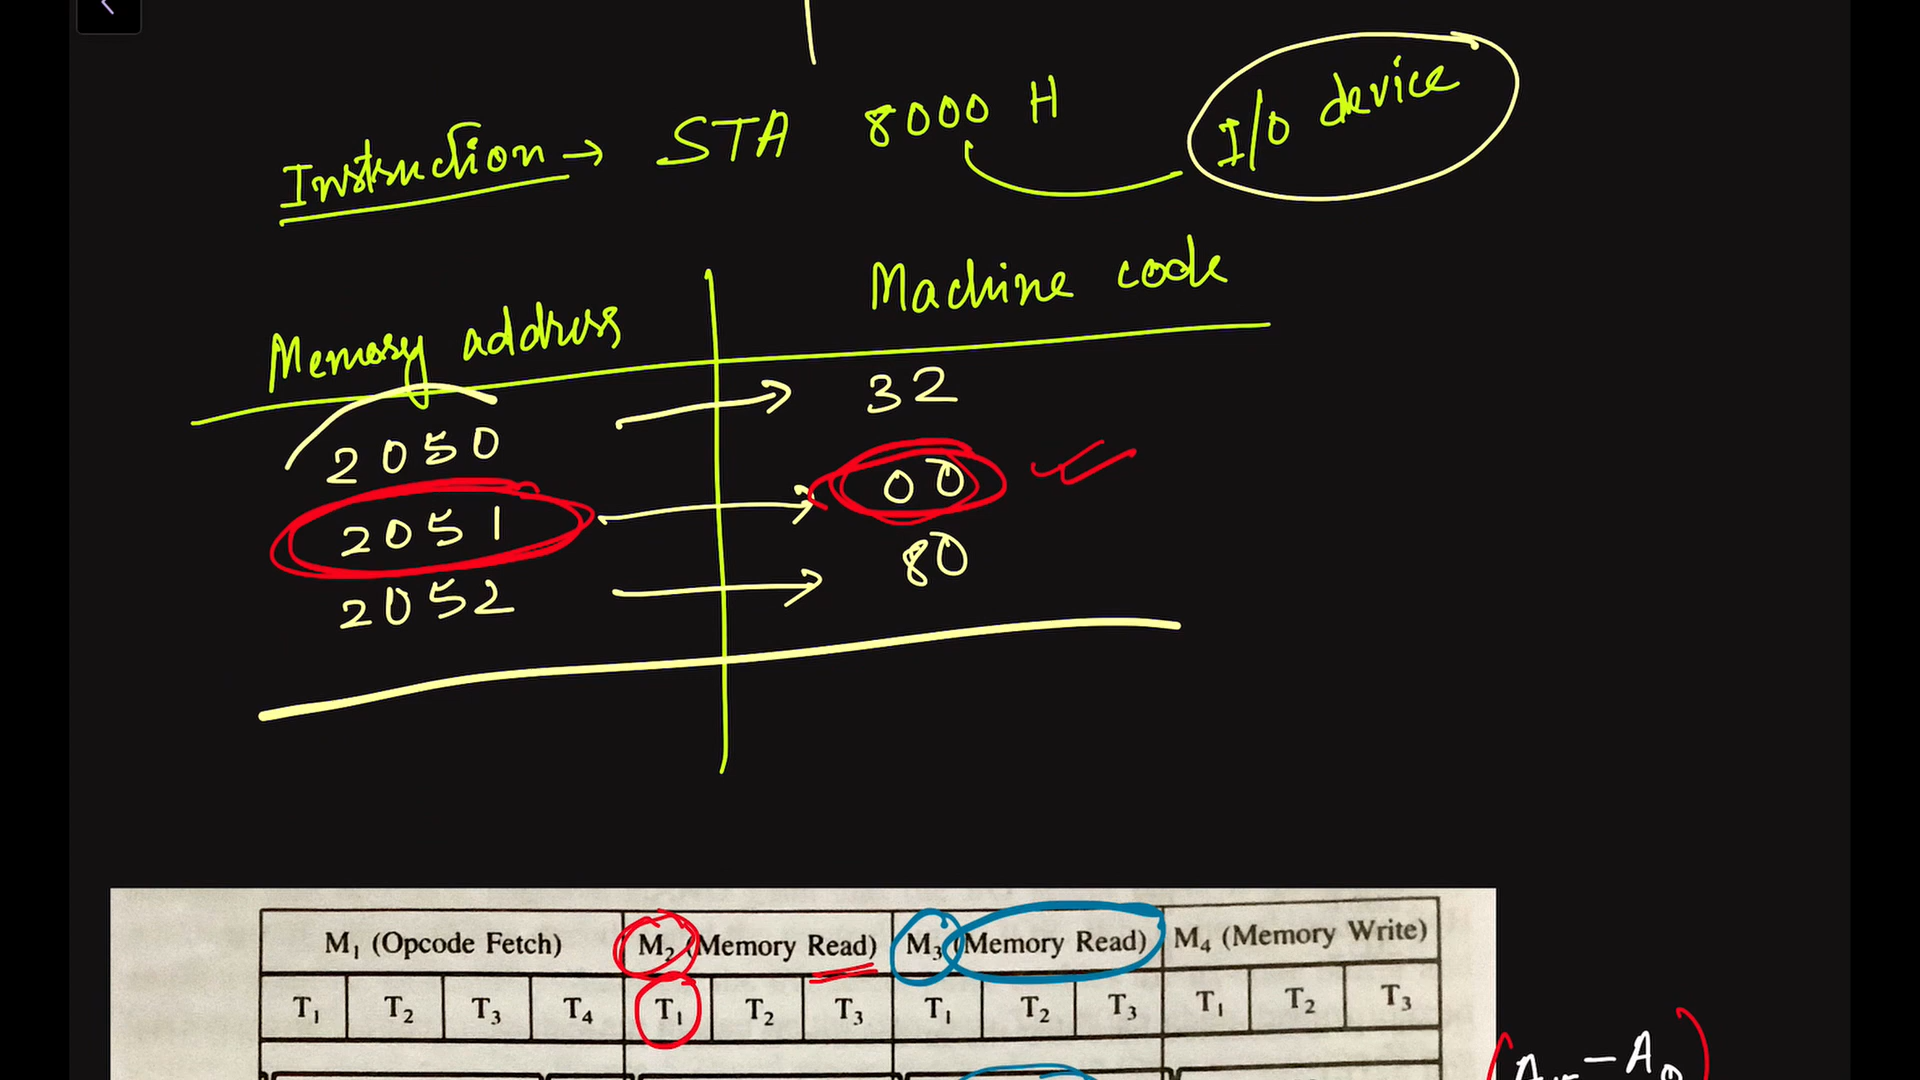 Instruction → STA 8000 H I/O device
Memory address Machine code
2050 → 32
2051 → 00
2052 → 80
M₁ (Opcode Fetch) M₂ (Memory Read) M₃ (Memory Read) M₄ (Memory Write)
T₁ T₂ T₃ T₄ T₁ T₂ T₃ T₁ T₂ T₃ T₁ T₂ T₃